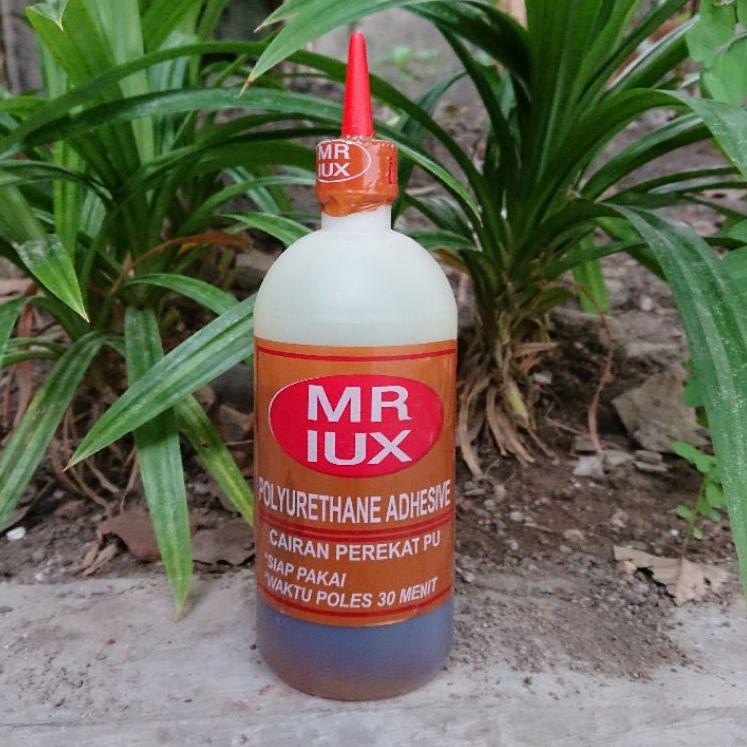 MR
IUX
MR
IUX
POLYURETHANE ADHESIVE
CAIRAN PEREKAT PU
*SIAP PAKAI
*WAKTU POLES 30 MENIT